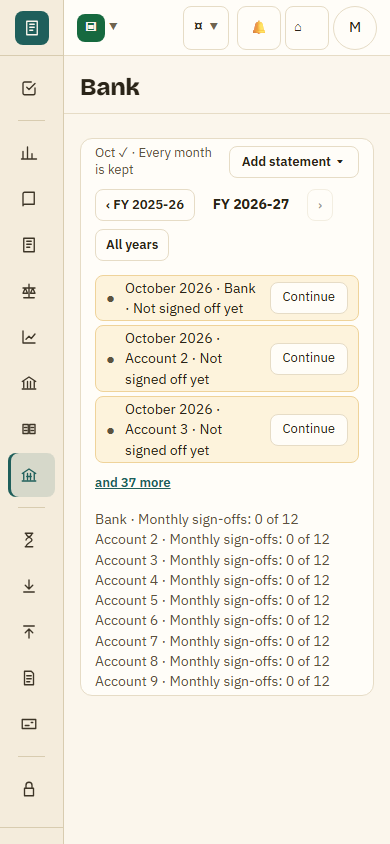 M
Bank
Oct ✓ · Every month
is kept
Add statement
‹ FY 2025-26
FY 2026-27
›
All years
October 2026 · Bank
· Not signed off yet
Continue
October 2026 ·
Account 2 · Not
signed off yet
Continue
October 2026 ·
Account 3 · Not
signed off yet
Continue
and 37 more
Bank · Monthly sign-offs: 0 of 12
Account 2 · Monthly sign-offs: 0 of 12
Account 3 · Monthly sign-offs: 0 of 12
Account 4 · Monthly sign-offs: 0 of 12
Account 5 · Monthly sign-offs: 0 of 12
Account 6 · Monthly sign-offs: 0 of 12
Account 7 · Monthly sign-offs: 0 of 12
Account 8 · Monthly sign-offs: 0 of 12
Account 9 · Monthly sign-offs: 0 of 12